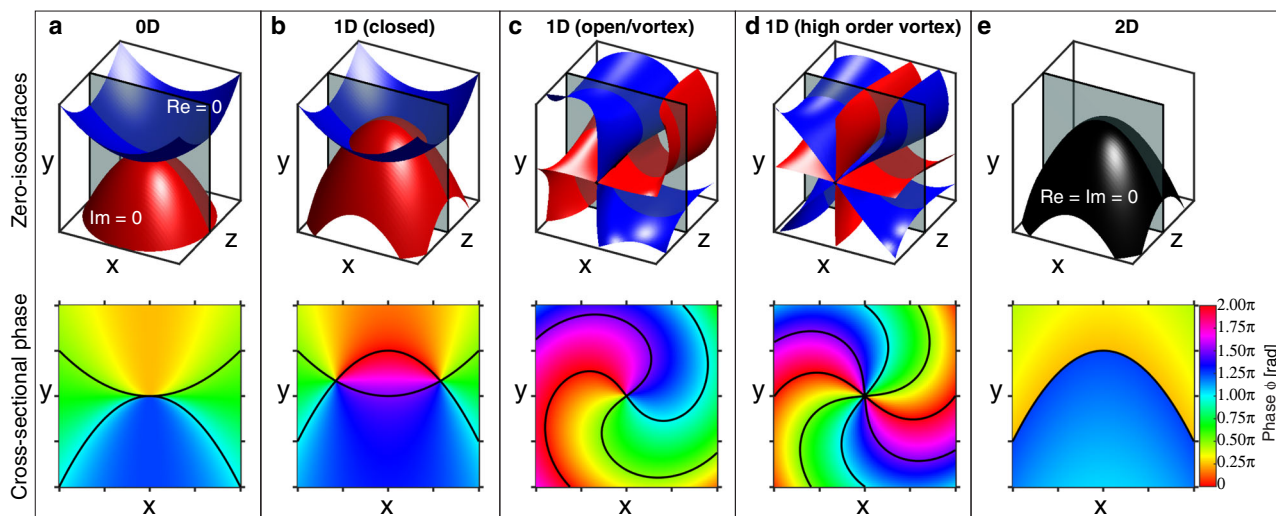 a 0D
b 1D (closed)
c 1D (open/vortex)
d 1D (high order vortex)
e 2D
Zero-isosurfaces
Re = 0
Im = 0
y
x
z
y
x
z
y
x
z
y
x
z
Re = Im = 0
y
x
z
Cross-sectional phase
y
x
y
x
y
x
y
x
y
x
2.00π
1.75π
1.50π
1.25π
1.00π
0.75π
0.50π
0.25π
0
Phase ϕ [rad]